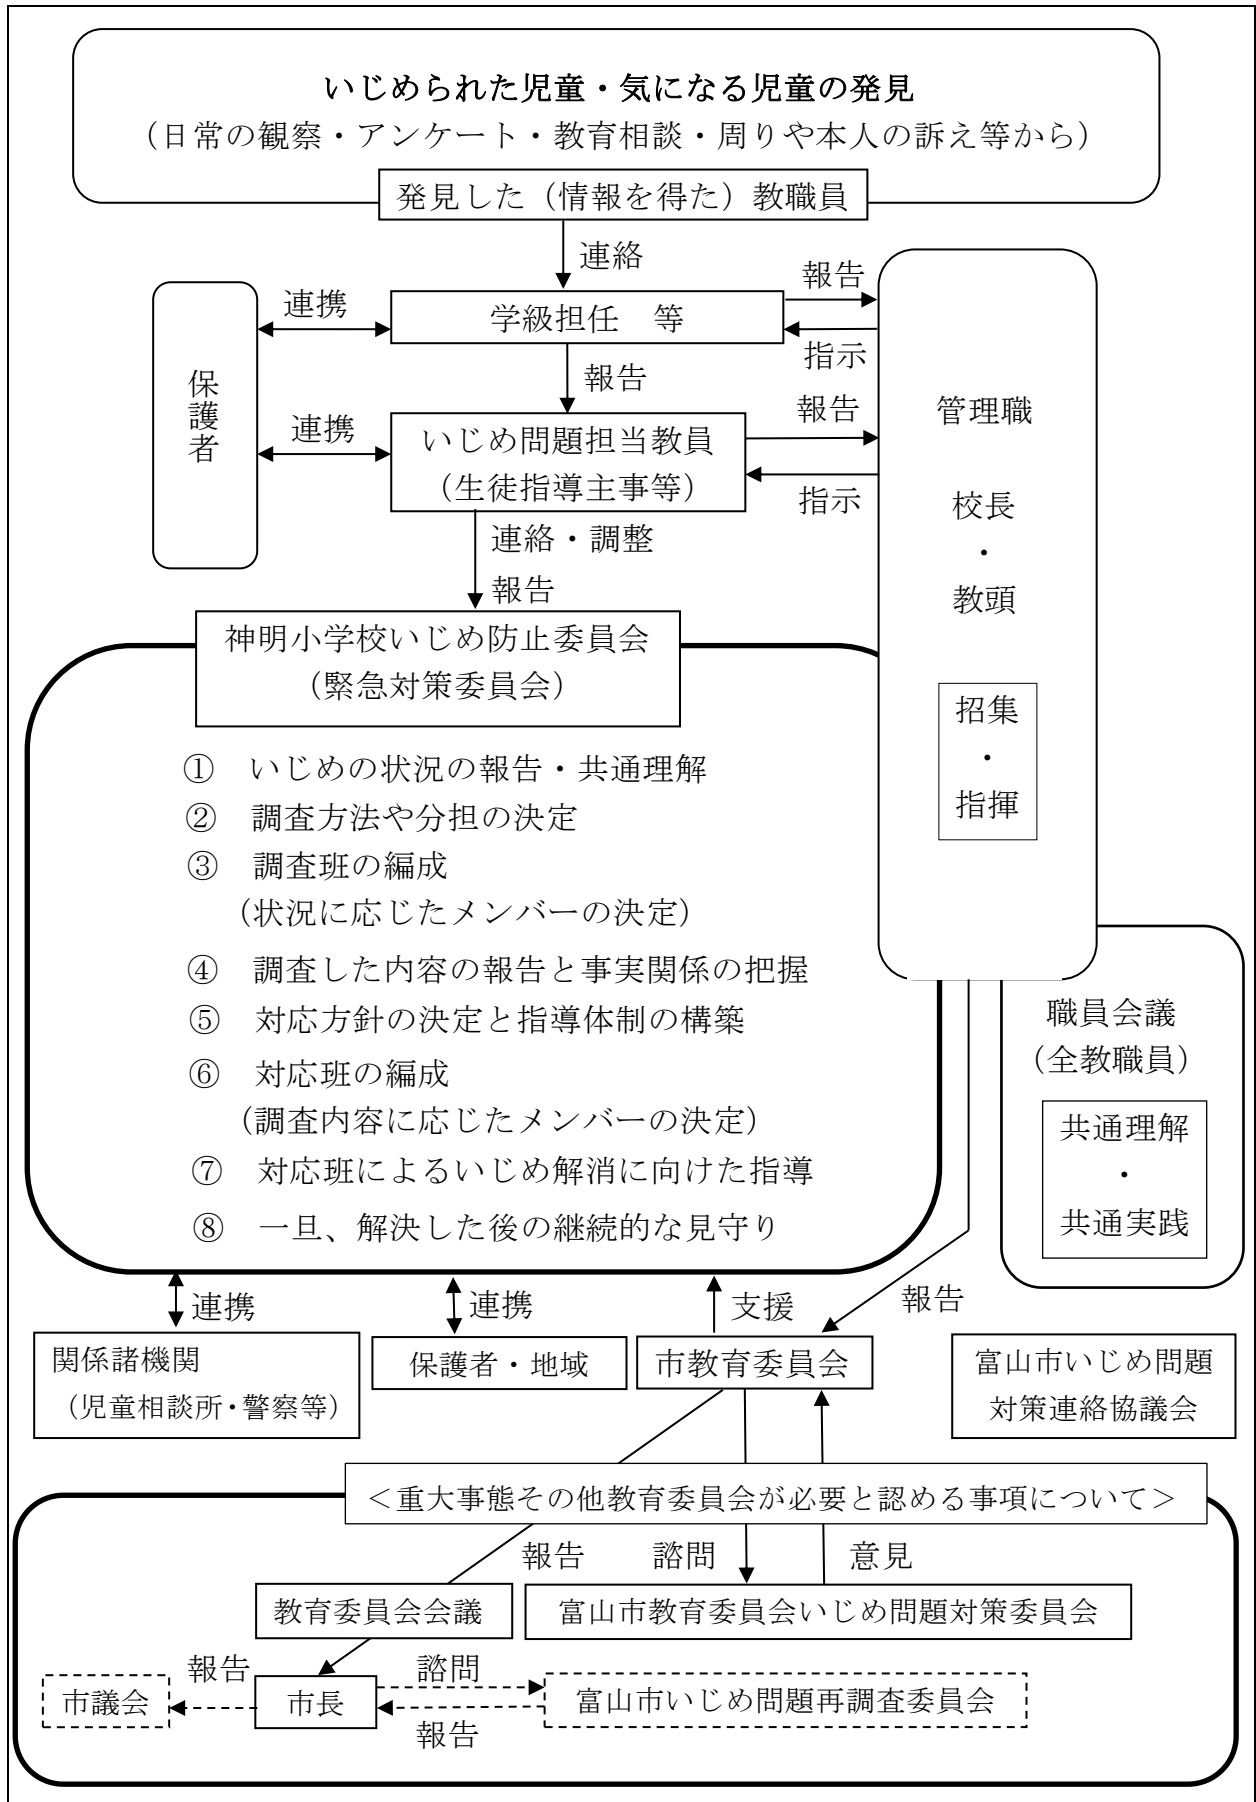 いじめられた児童・気になる児童の発見
（日常の観察・アンケート・教育相談・周りや本人の訴え等から）
発見した（情報を得た）教職員
連絡
学級担任　等
連携
報告
指示
保護者
報告
いじめ問題担当教員
（生徒指導主事等）
連携
報告
指示
管理職
校長
・
教頭
招集
・
指揮
連絡・調整
報告
神明小学校いじめ防止委員会
（緊急対策委員会）
①　いじめの状況の報告・共通理解
②　調査方法や分担の決定
③　調査班の編成
（状況に応じたメンバーの決定）
④　調査した内容の報告と事実関係の把握
⑤　対応方針の決定と指導体制の構築
⑥　対応班の編成
（調査内容に応じたメンバーの決定）
⑦　対応班によるいじめ解消に向けた指導
⑧　一旦、解決した後の継続的な見守り
職員会議
（全教職員）
共通理解
・
共通実践
連携
連携
支援
報告
関係諸機関
（児童相談所・警察等）
保護者・地域
市教育委員会
富山市いじめ問題
対策連絡協議会
＜重大事態その他教育委員会が必要と認める事項について＞
報告
諮問
意見
教育委員会会議
富山市教育委員会いじめ問題対策委員会
報告
諮問
市議会
市長
富山市いじめ問題再調査委員会
報告